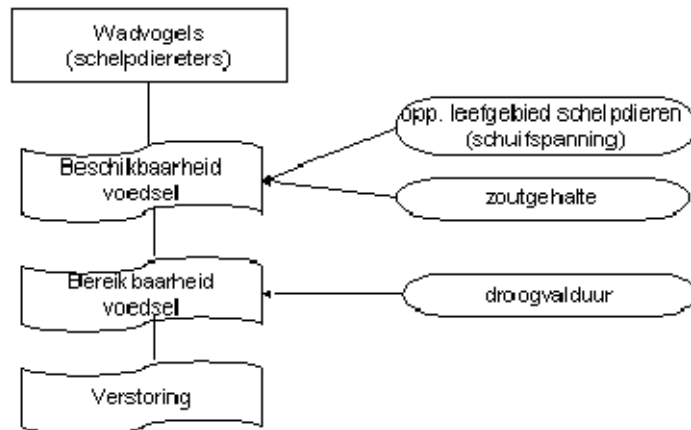 Wadvogels
(schelpdiereters)
opp. leefgebied schelpdieren
(schuifspanning)
Beschikbaarheid
voedsel
zoutgehalte
Bereikbaarheid
voedsel
droogvalduur
Verstoring